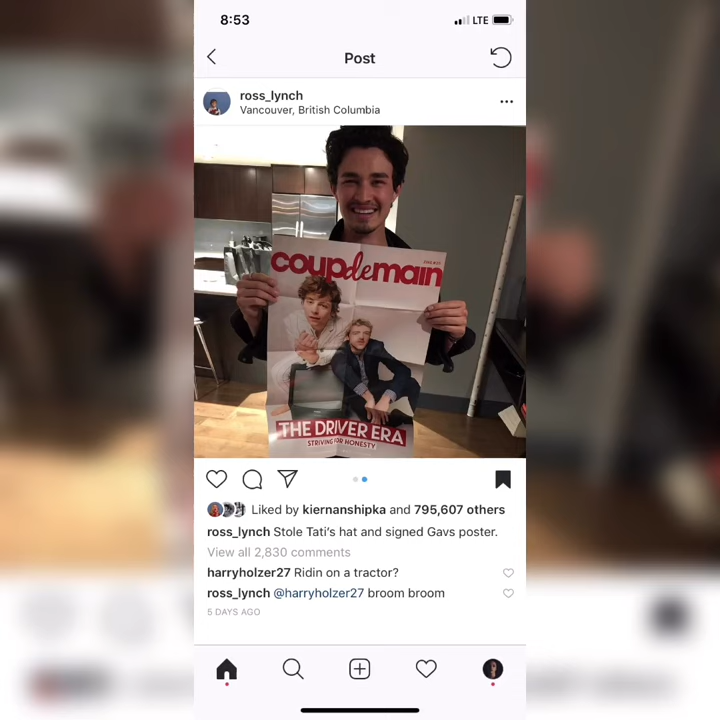 8:53
LTE
Post
ross_lynch
Vancouver, British Columbia
coupdemain
THE DRIVER ERA
STRIVING FOR HONESTY
Liked by kiernanshipka and 795,607 others
ross_lynch Stole Tati’s hat and signed Gavs poster.
View all 2,830 comments
harryholzer27 Ridin on a tractor?
ross_lynch @harryholzer27 broom broom
5 DAYS AGO